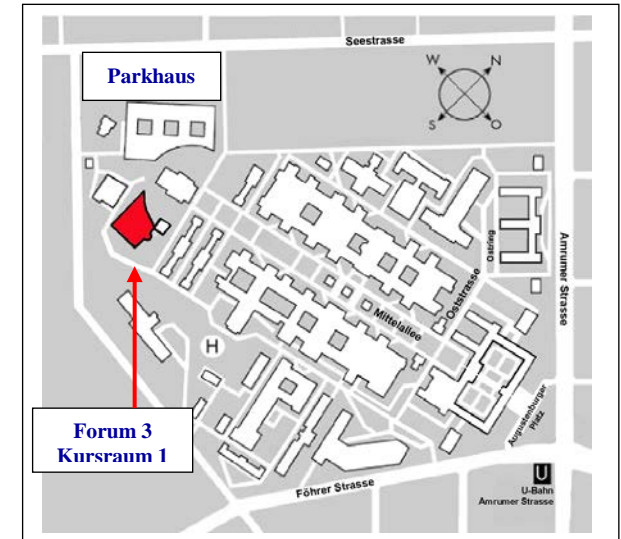 Seestrasse
Parkhaus
W
N
S
O
Ostring
Amrumer Strasse
Oststrasse
Mittelallee
H
Augustenburger
Platz
Forum 3
Kursraum 1
Föhrer Strasse
U
U-Bahn
Amrumer Strasse